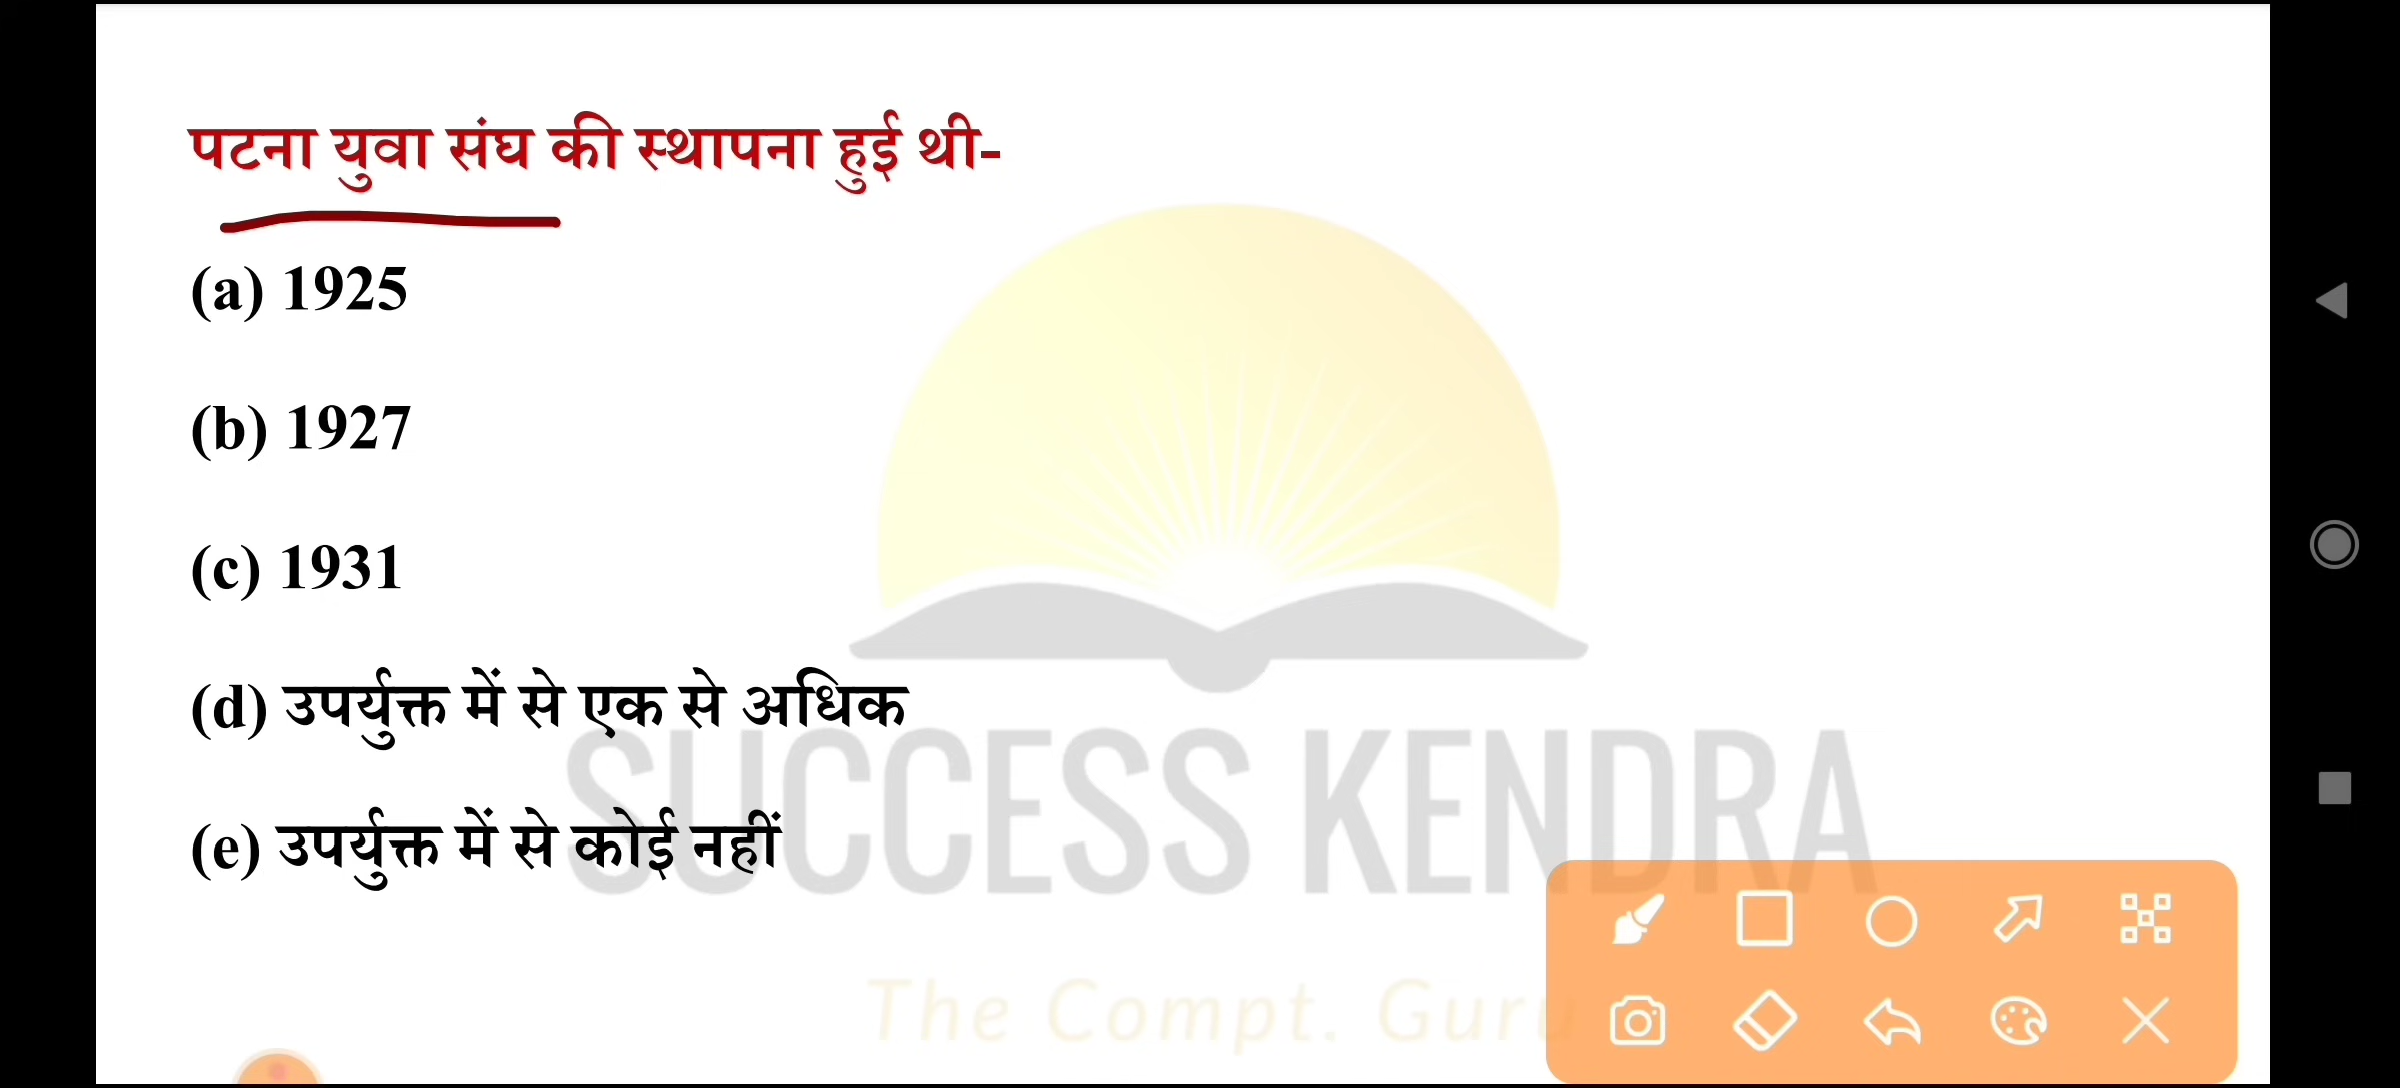 पटना युवा संघ की स्थापना हुई थी-
(a) 1925
(b) 1927
(c) 1931
(d) उपर्युक्त में से एक से अधिक
(e) उपर्युक्त में से कोई नहीं
SUCCESS KENDRA
The Compt. Guru